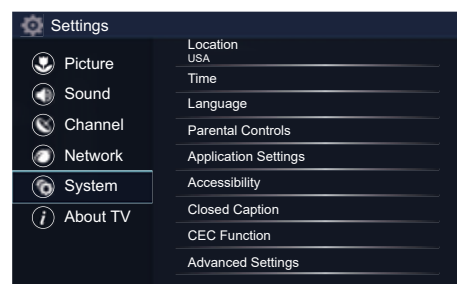 Settings
Picture
Sound
Channel
Network
System
About TV
Location
USA
Time
Language
Parental Controls
Application Settings
Accessibility
Closed Caption
CEC Function
Advanced Settings